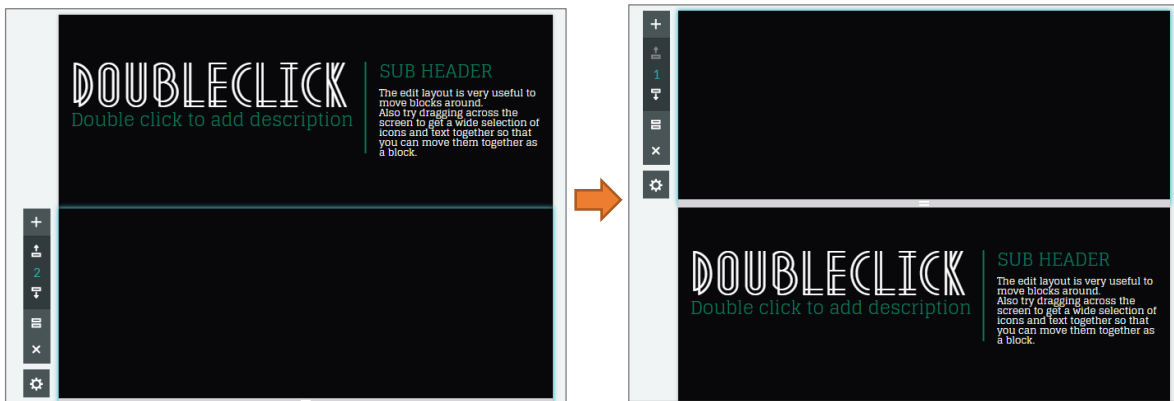 DOUBLECLICK
Double click to add description
SUB HEADER
The edit layout is very useful to
move blocks around.
Also try dragging across the
screen to get a wide selection of
icons and text together so that
you can move them together as
a block.
2
1
DOUBLECLICK
Double click to add description
SUB HEADER
The edit layout is very useful to
move blocks around.
Also try dragging across the
screen to get a wide selection of
icons and text together so that
you can move them together as
a block.